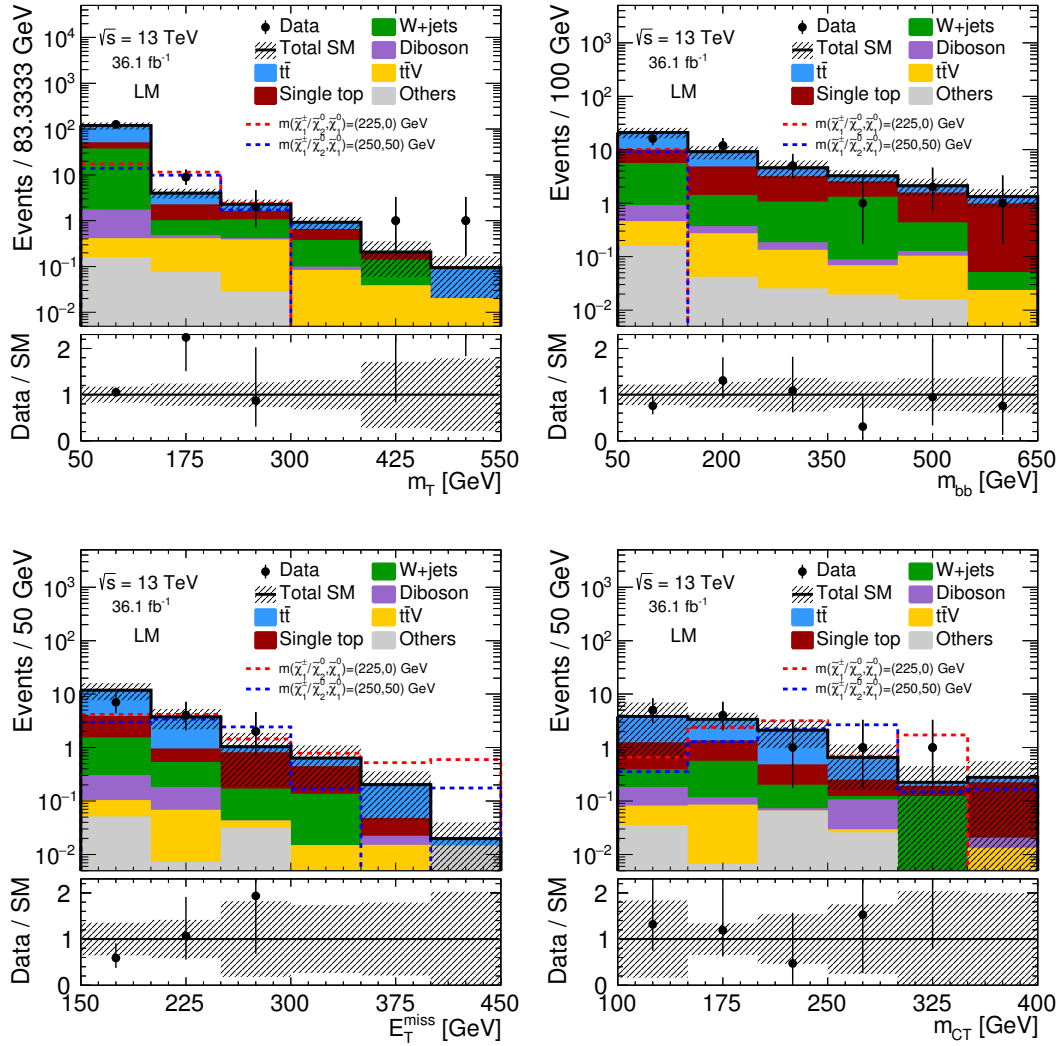 Events / 83.3333 GeV
10⁴
10³
10²
10
1
10⁻¹
10⁻²
√s = 13 TeV
36.1 fb⁻¹
LM
Data
Total SM
tt̄
Single top
W+jets
Diboson
tt̄V
Others
m(χ̃₁±/χ̃₂⁰,χ̃₁⁰)=(225,0) GeV
m(χ̃₁±/χ̃₂⁰,χ̃₁⁰)=(250,50) GeV
Data / SM
2
1
0
50 175 300 425 550
m_T [GeV]
Events / 100 GeV
10³
10²
10
1
10⁻¹
10⁻²
√s = 13 TeV
36.1 fb⁻¹
LM
Data
Total SM
tt̄
Single top
W+jets
Diboson
tt̄V
Others
m(χ̃₁±/χ̃₂⁰,χ̃₁⁰)=(225,0) GeV
m(χ̃₁±/χ̃₂⁰,χ̃₁⁰)=(250,50) GeV
Data / SM
2
1
0
50 200 350 500 650
m_bb [GeV]
Events / 50 GeV
10³
10²
10
1
10⁻¹
10⁻²
√s = 13 TeV
36.1 fb⁻¹
LM
Data
Total SM
tt̄
Single top
W+jets
Diboson
tt̄V
Others
m(χ̃₁±/χ̃₂⁰,χ̃₁⁰)=(225,0) GeV
m(χ̃₁±/χ̃₂⁰,χ̃₁⁰)=(250,50) GeV
Data / SM
2
1
0
150 225 300 375 450
E_T^miss [GeV]
Events / 50 GeV
10³
10²
10
1
10⁻¹
10⁻²
√s = 13 TeV
36.1 fb⁻¹
LM
Data
Total SM
tt̄
Single top
W+jets
Diboson
tt̄V
Others
m(χ̃₁±/χ̃₂⁰,χ̃₁⁰)=(225,0) GeV
m(χ̃₁±/χ̃₂⁰,χ̃₁⁰)=(250,50) GeV
Data / SM
2
1
0
100 175 250 325 400
m_CT [GeV]